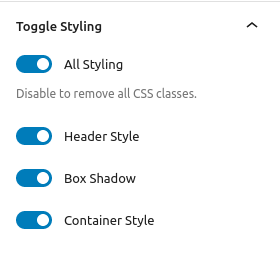 Toggle Styling
All Styling
Disable to remove all CSS classes.
Header Style
Box Shadow
Container Style